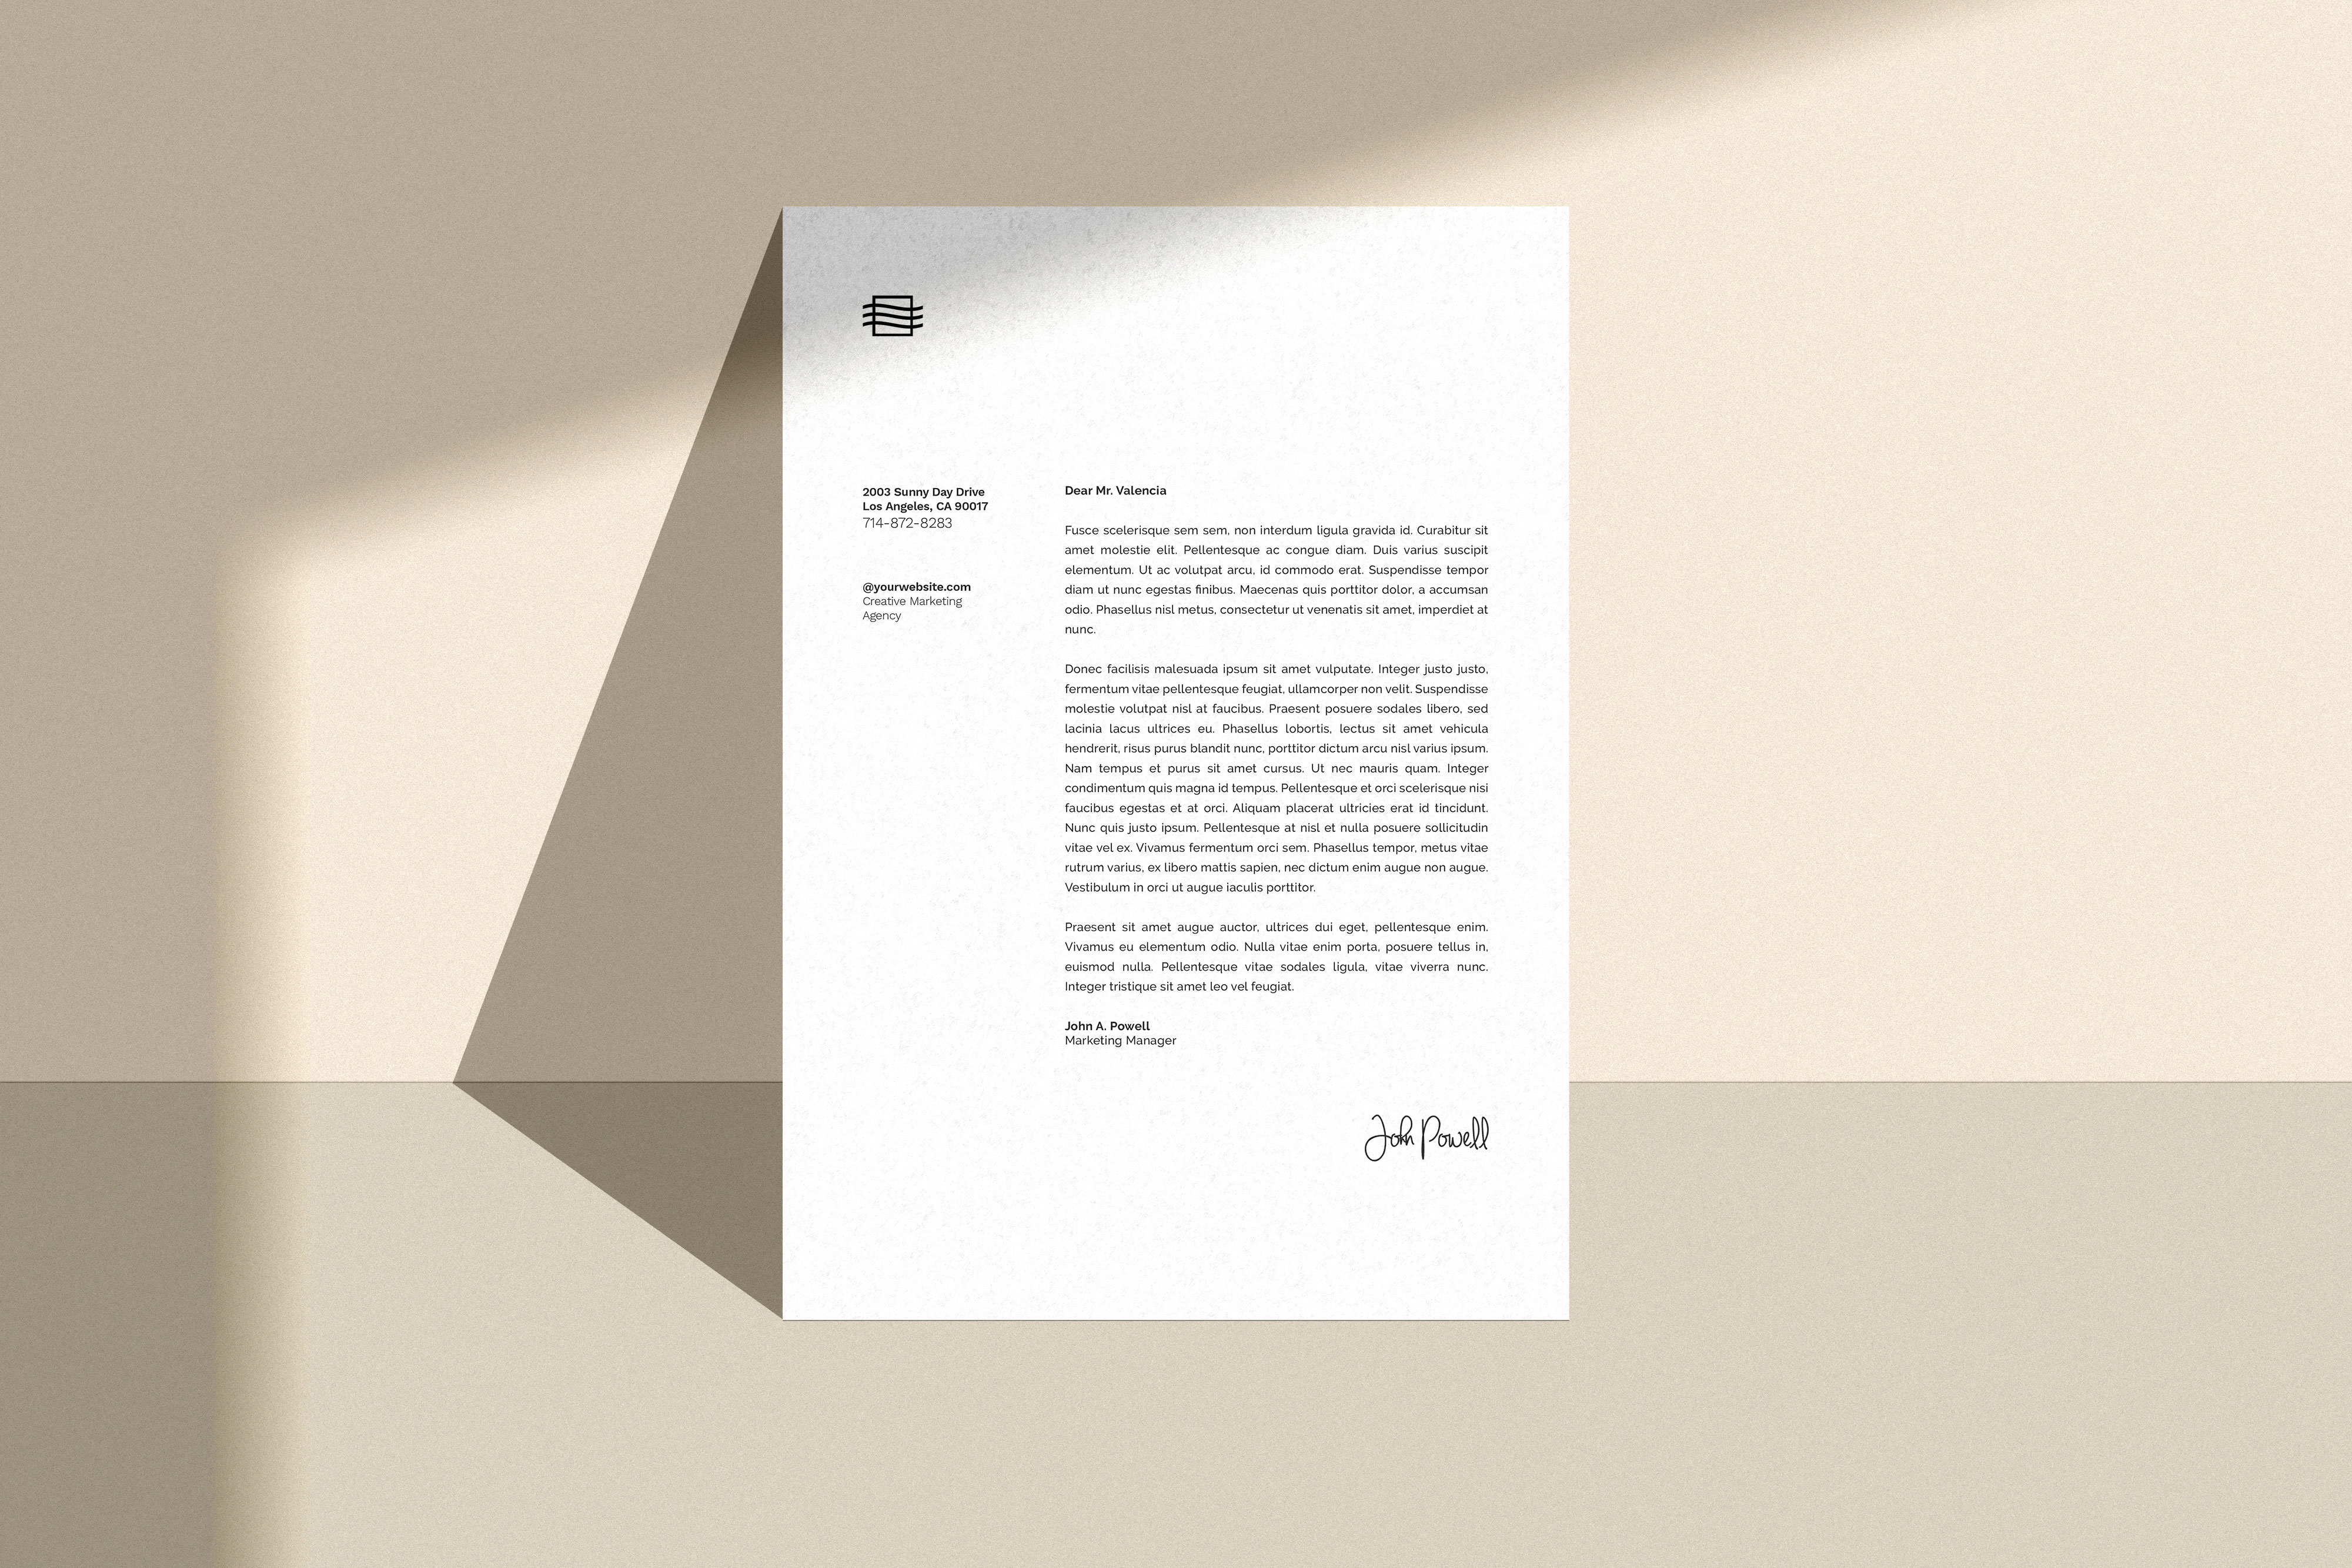 2003 Sunny Day Drive
Los Angeles, CA 90017
714-872-8283
@yourwebsite.com
Creative Marketing
Agency
Dear Mr. Valencia
Fusce scelerisque sem sem, non interdum ligula gravida id. Curabitur sit
amet molestie elit. Pellentesque ac congue diam. Duis varius suscipit
elementum. Ut ac volutpat arcu, id commodo erat. Suspendisse tempor
diam ut nunc egestas finibus. Maecenas quis porttitor dolor, a accumsan
odio. Phasellus nisl metus, consectetur ut venenatis sit amet, imperdiet at
nunc.
Donec facilisis malesuada ipsum sit amet vulputate. Integer justo justo,
fermentum vitae pellentesque feugiat, ullamcorper non velit. Suspendisse
molestie volutpat nisl at faucibus. Praesent posuere sodales libero, sed
lacinia lacus ultrices eu. Phasellus lobortis, lectus sit amet vehicula
hendrerit, risus purus blandit nunc, porttitor dictum arcu nisl varius ipsum.
Nam tempus et purus sit amet cursus. Ut nec mauris quam. Integer
condimentum quis magna id tempus. Pellentesque et orci scelerisque nisi
faucibus egestas et at orci. Aliquam placerat ultricies erat id tincidunt.
Nunc quis justo ipsum. Pellentesque at nisl et nulla posuere sollicitudin
vitae vel ex. Vivamus fermentum orci sem. Phasellus tempor, metus vitae
rutrum varius, ex libero mattis sapien, nec dictum enim augue non augue.
Vestibulum in orci ut augue iaculis porttitor.
Praesent sit amet augue auctor, ultrices dui eget, pellentesque enim.
Vivamus eu elementum odio. Nulla vitae enim porta, posuere tellus in,
euismod nulla. Pellentesque vitae sodales ligula, vitae viverra nunc.
Integer tristique sit amet leo vel feugiat.
John A. Powell
Marketing Manager
John Powell